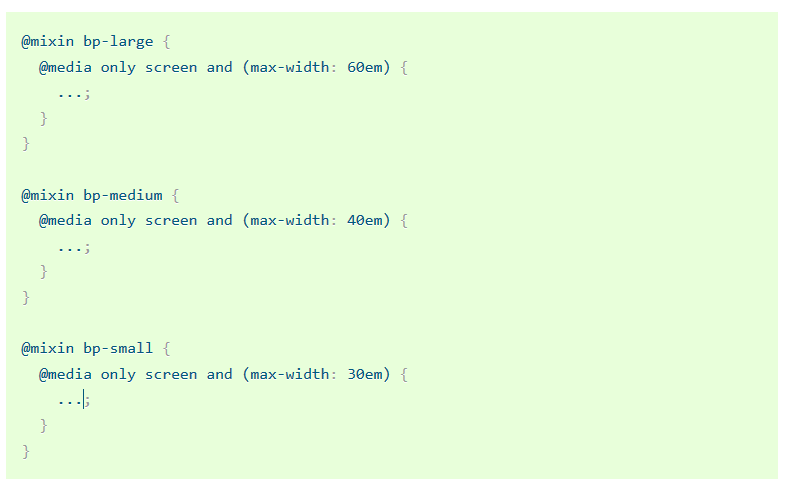 @mixin bp-large {
@media only screen and (max-width: 60em) {
...;
}
}
@mixin bp-medium {
@media only screen and (max-width: 40em) {
...;
}
}
@mixin bp-small {
@media only screen and (max-width: 30em) {
...;
}
}